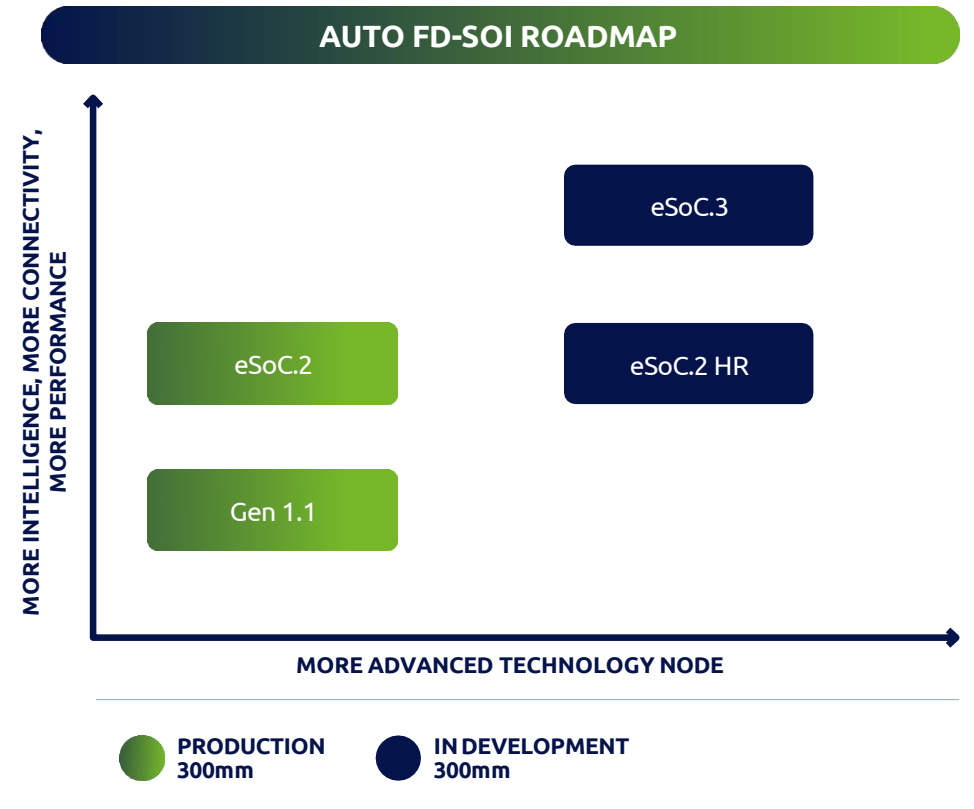 AUTO FD-SOI ROADMAP
MORE INTELLIGENCE, MORE CONNECTIVITY,
MORE PERFORMANCE
eSoC.3
eSoC.2
eSoC.2 HR
Gen 1.1
MORE ADVANCED TECHNOLOGY NODE
PRODUCTION
300mm
IN DEVELOPMENT
300mm